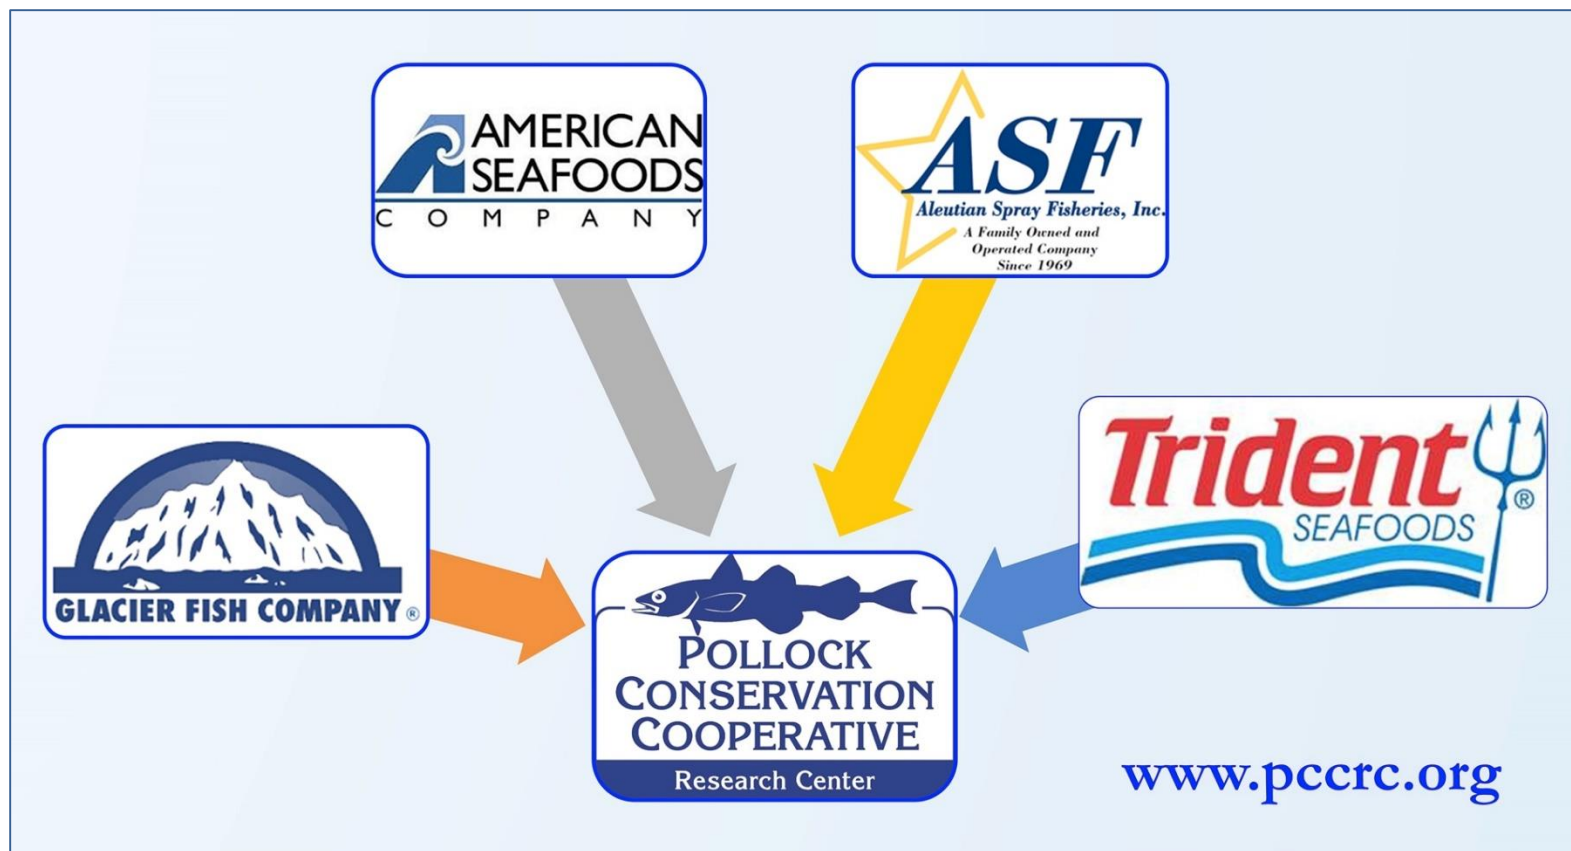 AMERICAN
SEAFOODS
COMPANY
ASF
Aleutian Spray Fisheries, Inc.
A Family Owned and
Operated Company
Since 1969
GLACIER FISH COMPANY®
Trident
SEAFOODS ®
POLLOCK
CONSERVATION
COOPERATIVE
Research Center
www.pccrc.org